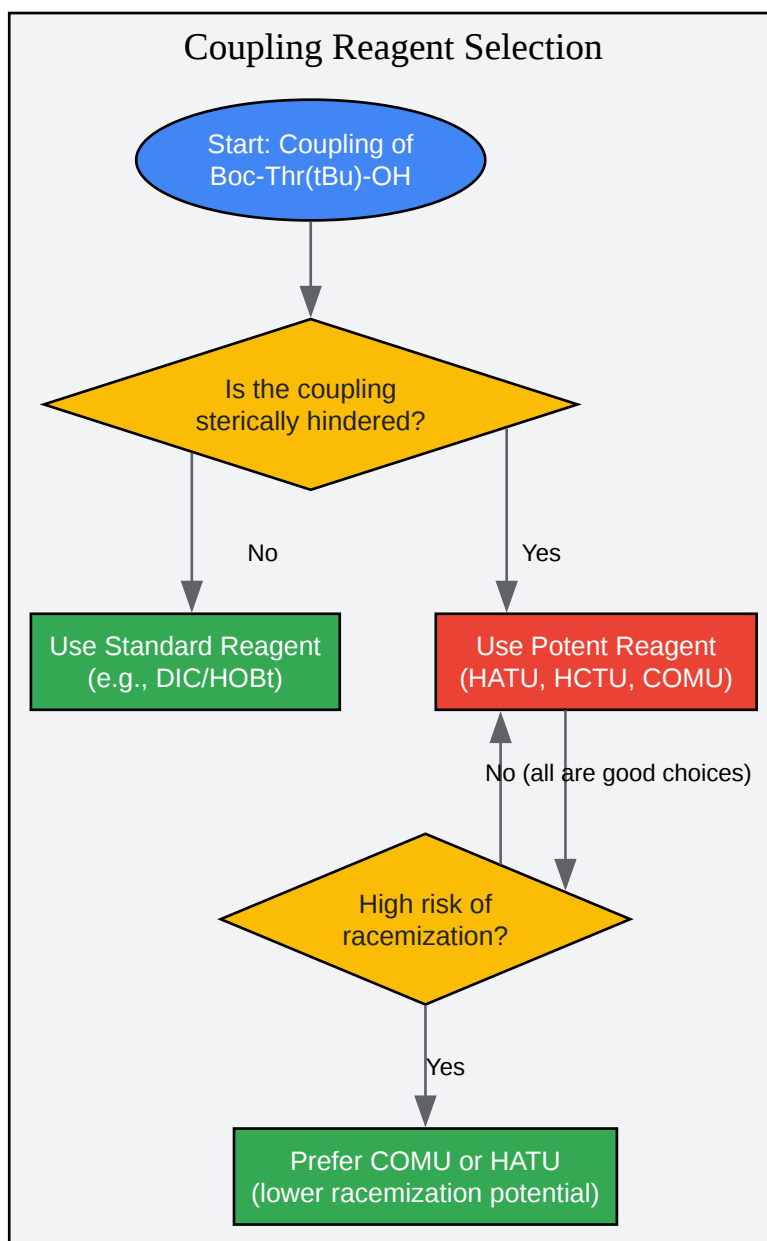 Coupling Reagent Selection
Start: Coupling of
Boc-Thr(tBu)-OH
Is the coupling
sterically hindered?
No
Yes
Use Standard Reagent
(e.g., DIC/HOBt)
Use Potent Reagent
(HATU, HCTU, COMU)
No (all are good choices)
High risk of
racemization?
Yes
Prefer COMU or HATU
(lower racemization potential)